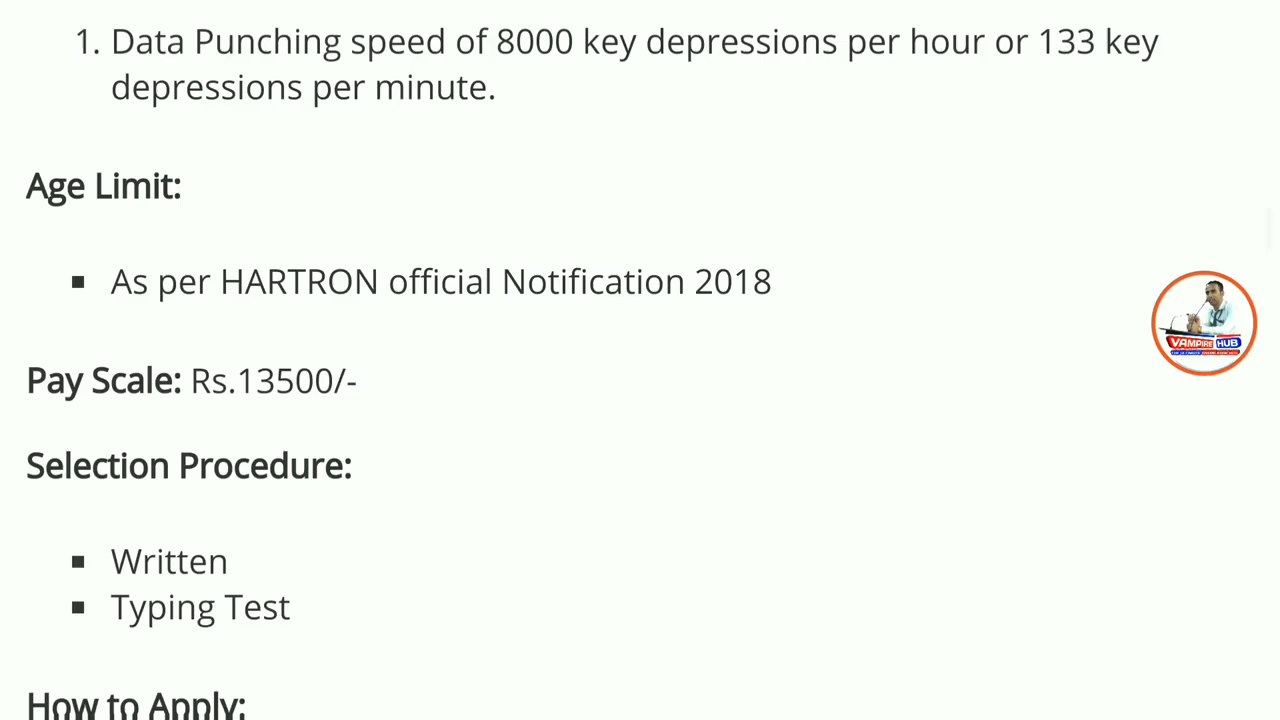 1. Data Punching speed of 8000 key depressions per hour or 133 key
depressions per minute.
Age Limit:
▪ As per HARTRON official Notification 2018
VAMPIRE HUB
Pay Scale: Rs.13500/-
Selection Procedure:
▪ Written
▪ Typing Test
How to Apply: